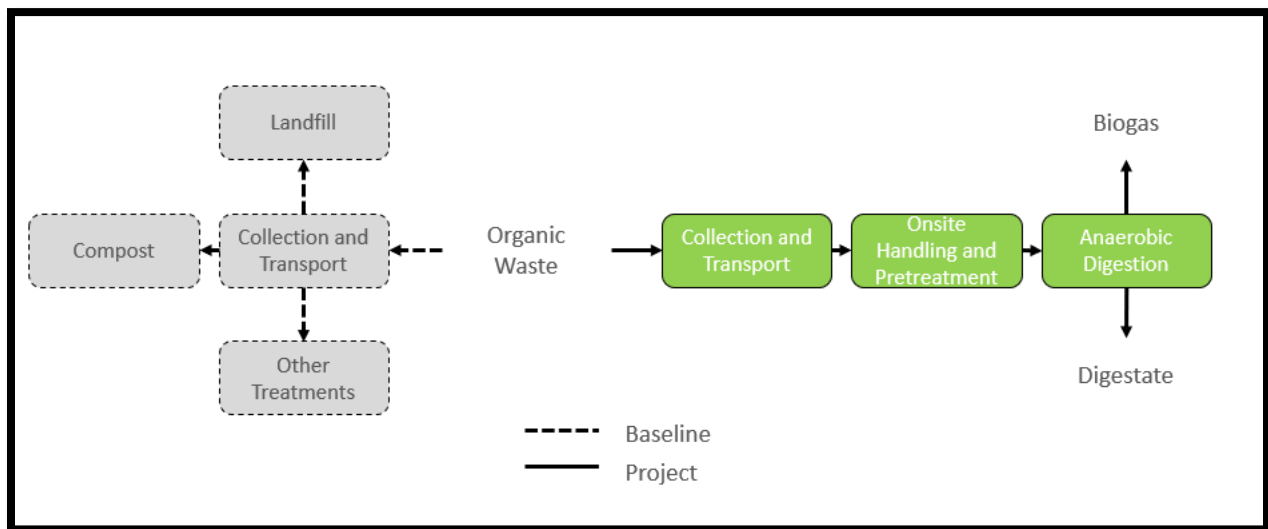 Landfill
Biogas
Compost
Collection and
Transport
Organic
Waste
Collection and
Transport
Onsite
Handling and
Pretreatment
Anaerobic
Digestion
Other
Treatments
Digestate
Baseline
Project